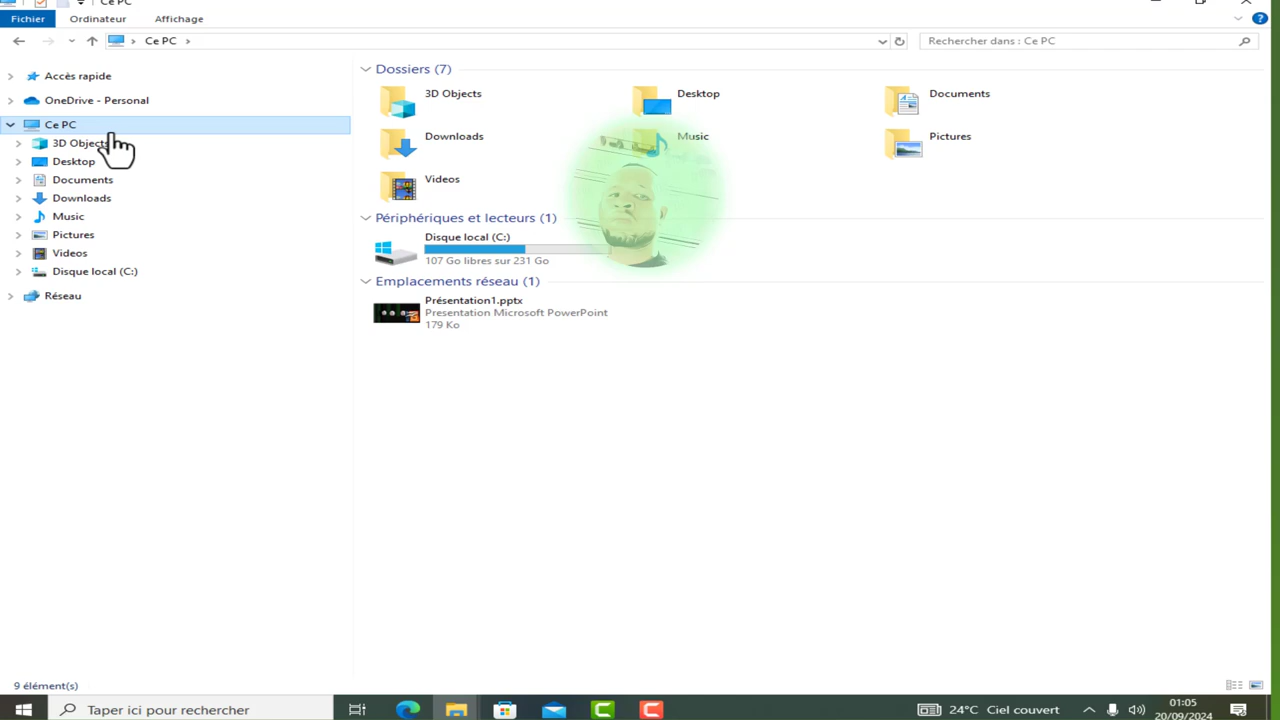 Ce PC
Fichier
Ordinateur
Affichage
Ce PC
Rechercher dans : Ce PC
Accès rapide
OneDrive - Personal
Ce PC
3D Objects
Desktop
Documents
Downloads
Music
Pictures
Videos
Disque local (C:)
Réseau
Dossiers (7)
3D Objects
Desktop
Documents
Downloads
Music
Pictures
Videos
Périphériques et lecteurs (1)
Disque local (C:)
107 Go libres sur 231 Go
Emplacements réseau (1)
Présentation1.pptx
Presentation Microsoft PowerPoint
179 Ko
9 élément(s)
Taper ici pour rechercher
24°C Ciel couvert
01:05
20/09/2024